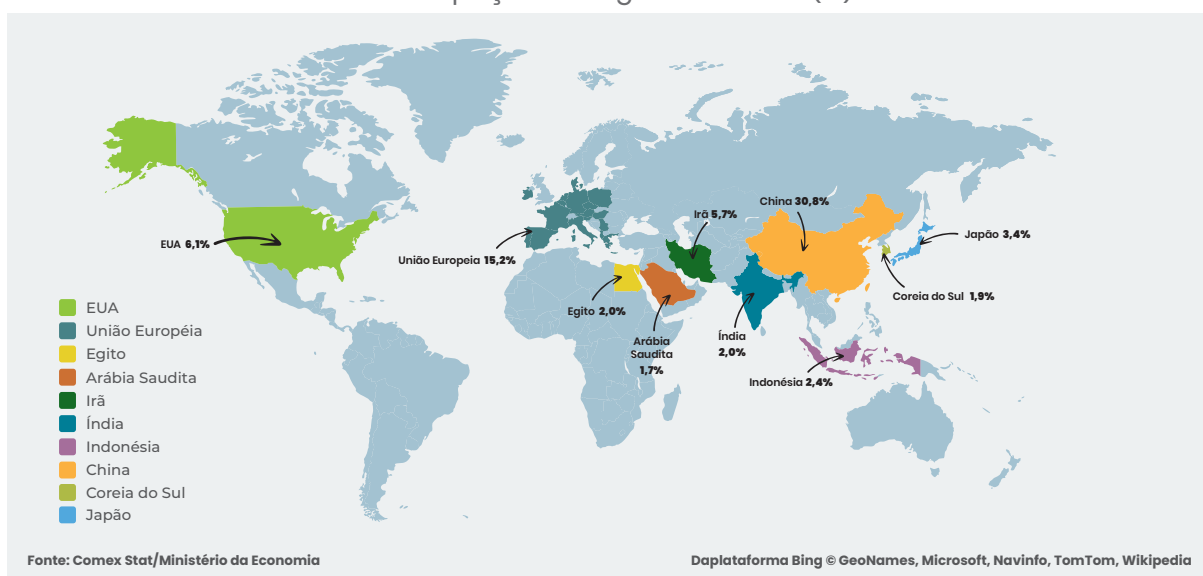 EUA 6,1%
União Europeia 15,2%
Egito 2,0%
Arábia
Saudita
1,7%
Irã 5,7%
China 30,8%
Índia
2,0%
Indonésia 2,4%
Japão 3,4%
Coreia do Sul 1,9%
EUA
União Européia
Egito
Arábia Saudita
Irã
Índia
Indonésia
China
Coreia do Sul
Japão
Fonte: Comex Stat/Ministério da Economia
Daplataforma Bing © GeoNames, Microsoft, Navinfo, TomTom, Wikipedia